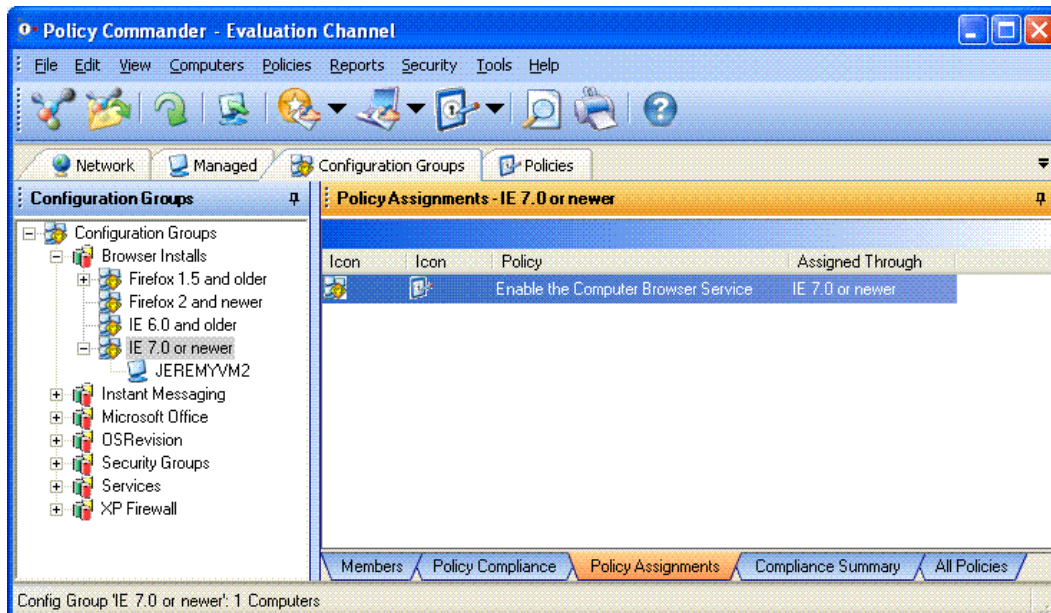 Policy Commander - Evaluation Channel
File Edit View Computers Policies Reports Security Tools Help
Network Managed Configuration Groups Policies
Configuration Groups
Policy Assignments - IE 7.0 or newer
Configuration Groups
Browser Installs
Firefox 1.5 and older
Firefox 2 and newer
IE 6.0 and older
IE 7.0 or newer
JEREMYVM2
Instant Messaging
Microsoft Office
OSRevision
Security Groups
Services
XP Firewall
Icon Icon Policy Assigned Through
Enable the Computer Browser Service IE 7.0 or newer
Members Policy Compliance Policy Assignments Compliance Summary All Policies
Config Group 'IE 7.0 or newer': 1 Computers